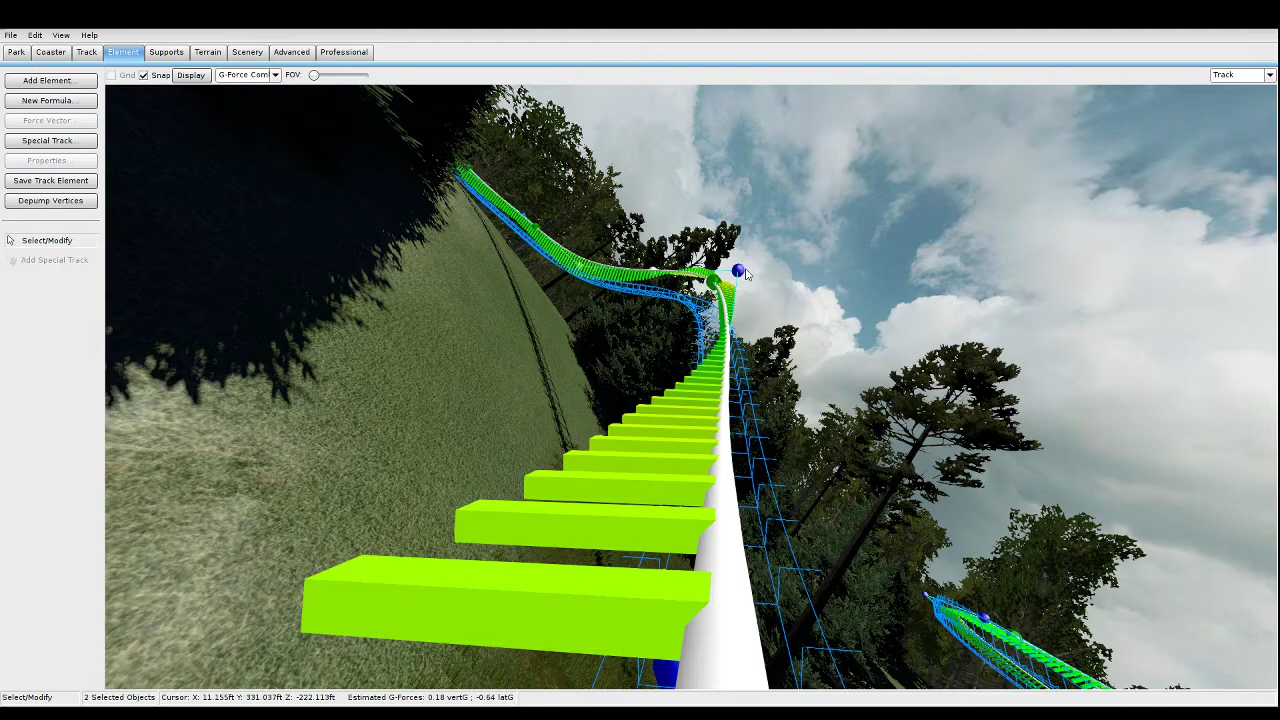 File Edit View Help
Park Coaster Track Element Supports Terrain Scenery Advanced Professional
Grid Snap Display G-Force Com FOV: Track
Add Element...
New Formula...
Force Vector...
Special Track...
Properties...
Save Track Element
Depump Vertices
Select/Modify
Add Special Track
Select/Modify 2 Selected Objects Cursor: X: 11.155ft Y: 331.037ft Z: -222.113ft Estimated G-Forces: 0.18 vertG , -0.64 latG